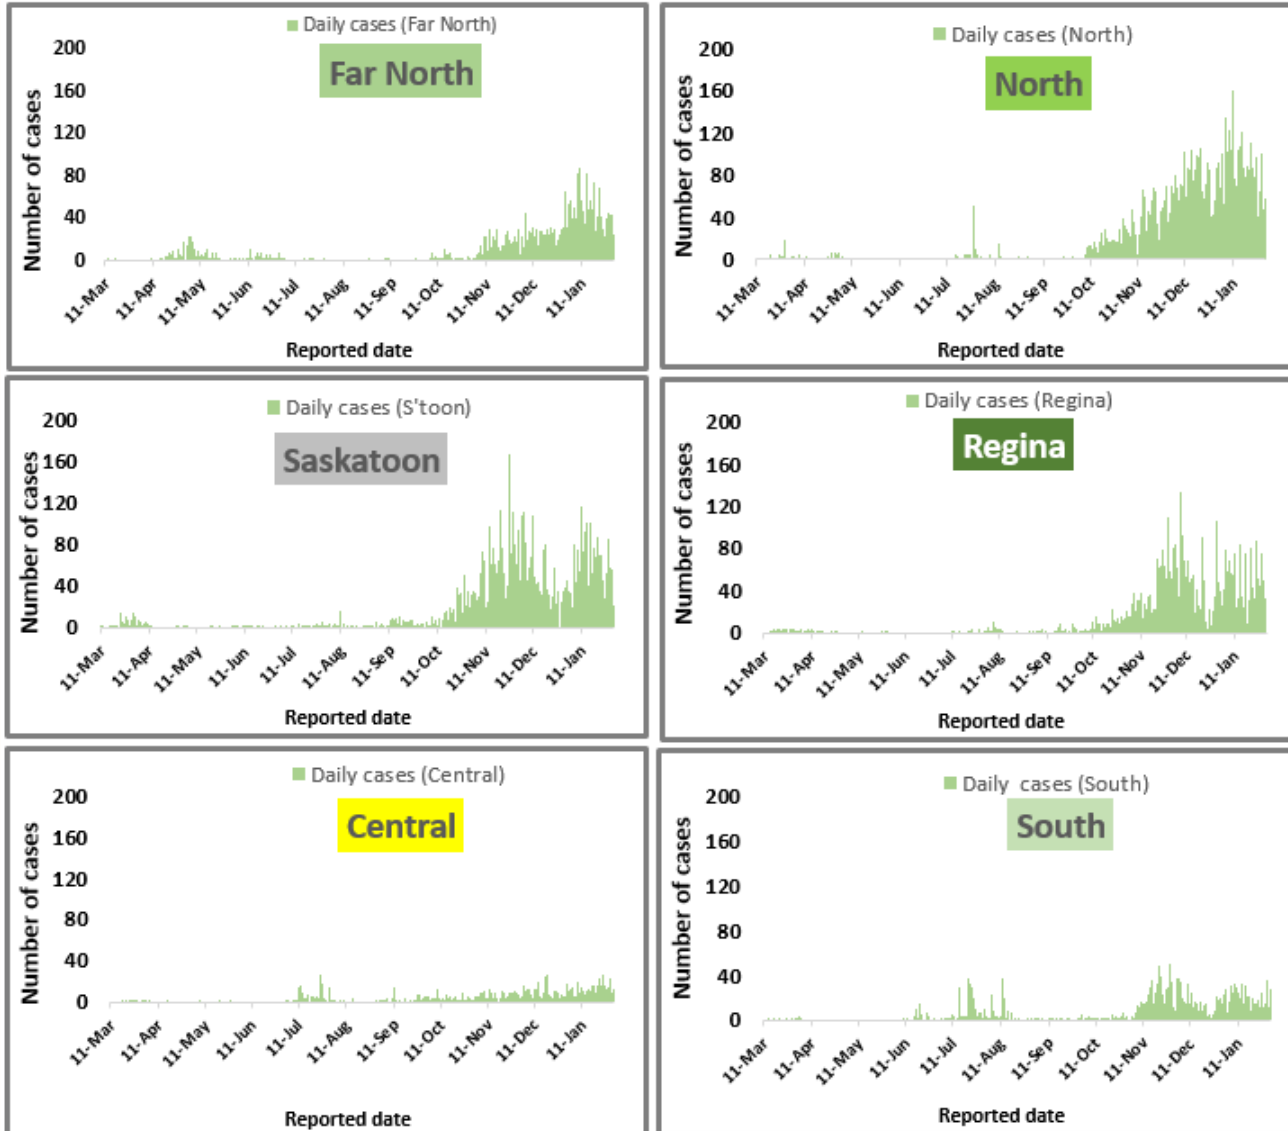 Daily cases (Far North)
Far North
Number of cases
200
160
120
80
40
0
11-Mar
11-Apr
11-May
11-Jun
11-Jul
11-Aug
11-Sep
11-Oct
11-Nov
11-Dec
11-Jan
Reported date
Daily cases (North)
North
Number of cases
200
160
120
80
40
0
11-Mar
11-Apr
11-May
11-Jun
11-Jul
11-Aug
11-Sep
11-Oct
11-Nov
11-Dec
11-Jan
Reported date
Daily cases (S'toon)
Saskatoon
Number of cases
200
160
120
80
40
0
11-Mar
11-Apr
11-May
11-Jun
11-Jul
11-Aug
11-Sep
11-Oct
11-Nov
11-Dec
11-Jan
Reported date
Daily cases (Regina)
Regina
Number of cases
200
160
120
80
40
0
11-Mar
11-Apr
11-May
11-Jun
11-Jul
11-Aug
11-Sep
11-Oct
11-Nov
11-Dec
11-Jan
Reported date
Daily cases (Central)
Central
Number of cases
200
160
120
80
40
0
11-Mar
11-Apr
11-May
11-Jun
11-Jul
11-Aug
11-Sep
11-Oct
11-Nov
11-Dec
11-Jan
Reported date
Daily cases (South)
South
Number of cases
200
160
120
80
40
0
11-Mar
11-Apr
11-May
11-Jun
11-Jul
11-Aug
11-Sep
11-Oct
11-Nov
11-Dec
11-Jan
Reported date